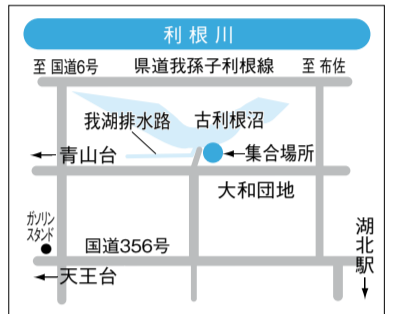 利根川
至 国道6号
県道我孫子利根線
至 布佐
我湖排水路
古利根沼
青山台
集合場所
大和団地
ガソリン
スタンド
国道356号
湖北駅
天王台